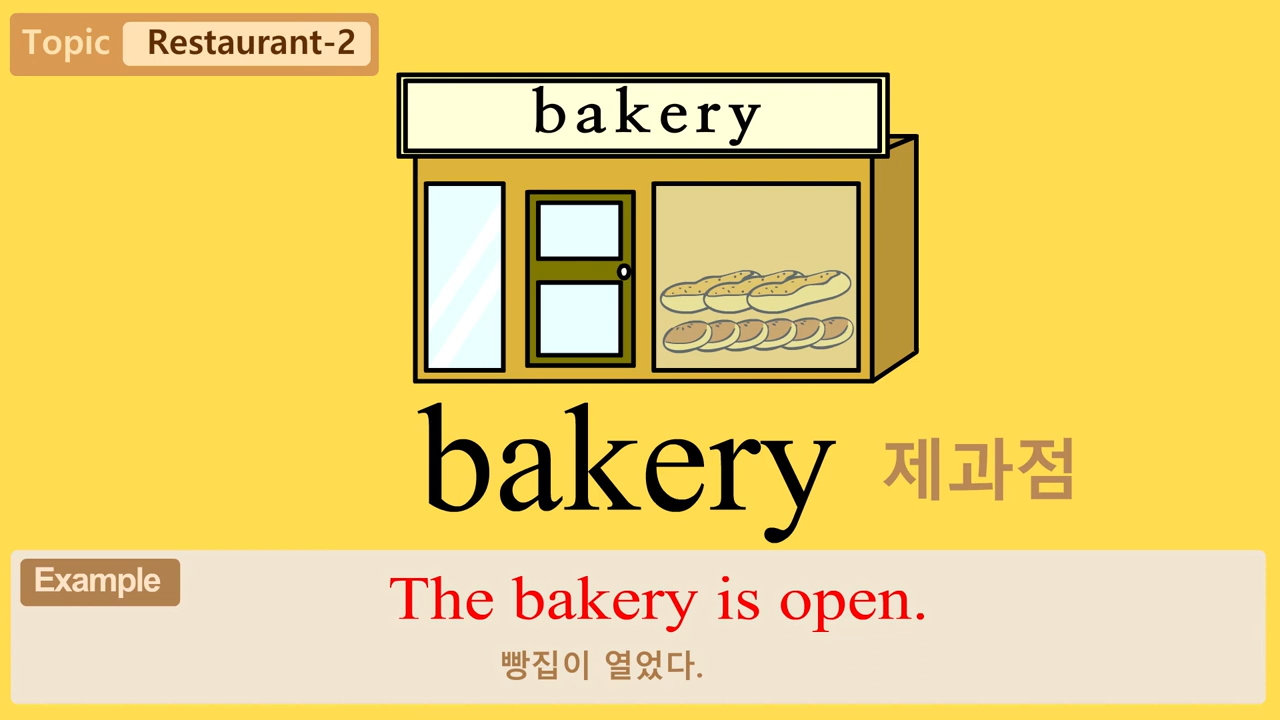 Topic Restaurant-2
bakery
bakery 제과점
Example
The bakery is open.
빵집이 열었다.